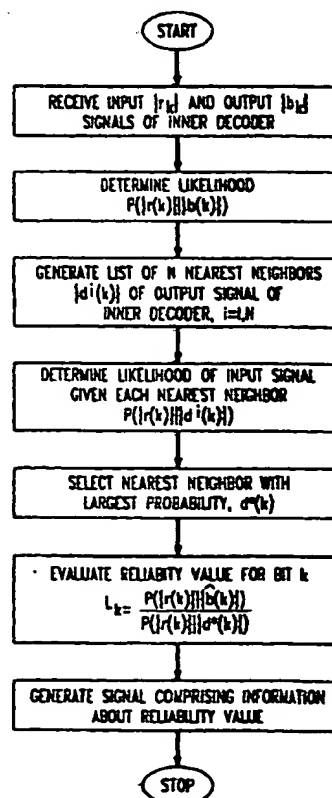 START
RECEIVE INPUT {r_k} AND OUTPUT {b_k}
SIGNALS OF INNER DECODER
DETERMINE LIKELIHOOD
P({r(k)}|{b(k)})
GENERATE LIST OF N NEAREST NEIGHBORS
{d^i(k)} OF OUTPUT SIGNAL OF
INNER DECODER, i=1,N
DETERMINE LIKELIHOOD OF INPUT SIGNAL
GIVEN EACH NEAREST NEIGHBOR
P({r(k)}|{d^i(k)})
SELECT NEAREST NEIGHBOR WITH
LARGEST PROBABILITY, d*(k)
EVALUATE RELIABITY VALUE FOR BIT k
L_k= P({r(k)}|{b̂(k)})
P({r(k)}|{d*(k)})
GENERATE SIGNAL COMPRISING INFORMATION
ABOUT RELIABILITY VALUE
STOP